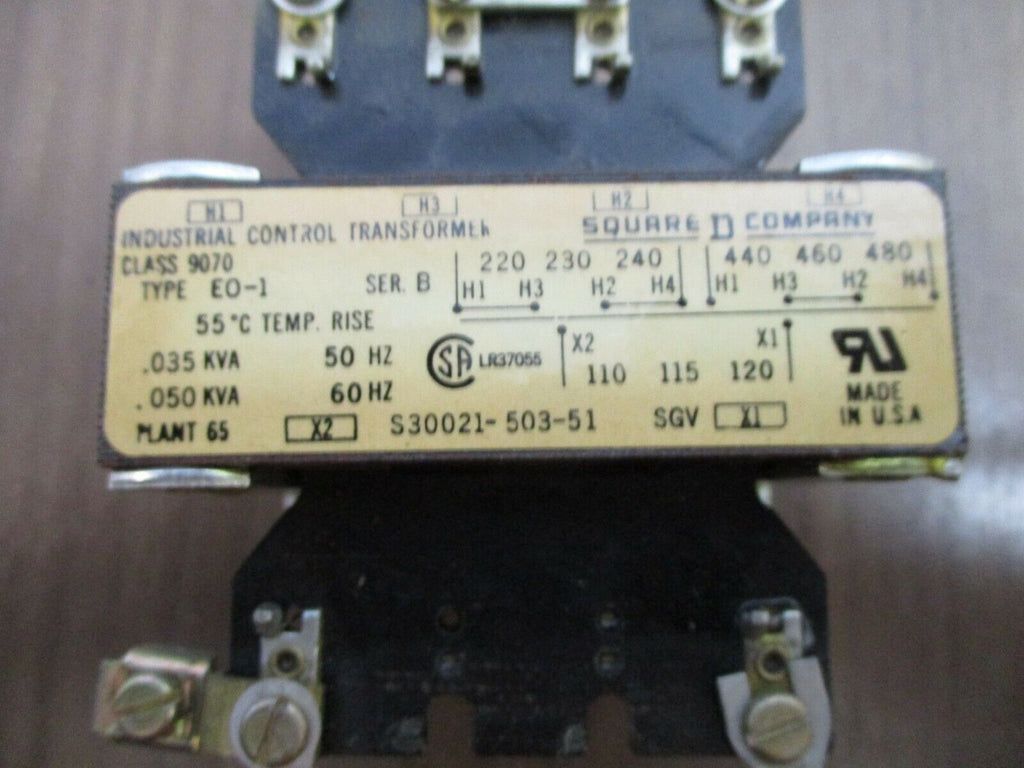 H1 H3 H2 H4
INDUSTRIAL CONTROL TRANSFORMER SQUARE D COMPANY
CLASS 9070 220 230 240 440 460 480
TYPE EO-1 SER. B H1 H3 H2 H4 H1 H3 H2 H4
55°C TEMP. RISE
.035 KVA 50 HZ SA LR37055 X2 X1 RU
110 115 120
.050 KVA 60 HZ MADE
IN U.S.A
PLANT 65 X2 S30021-503-51 SGV X1